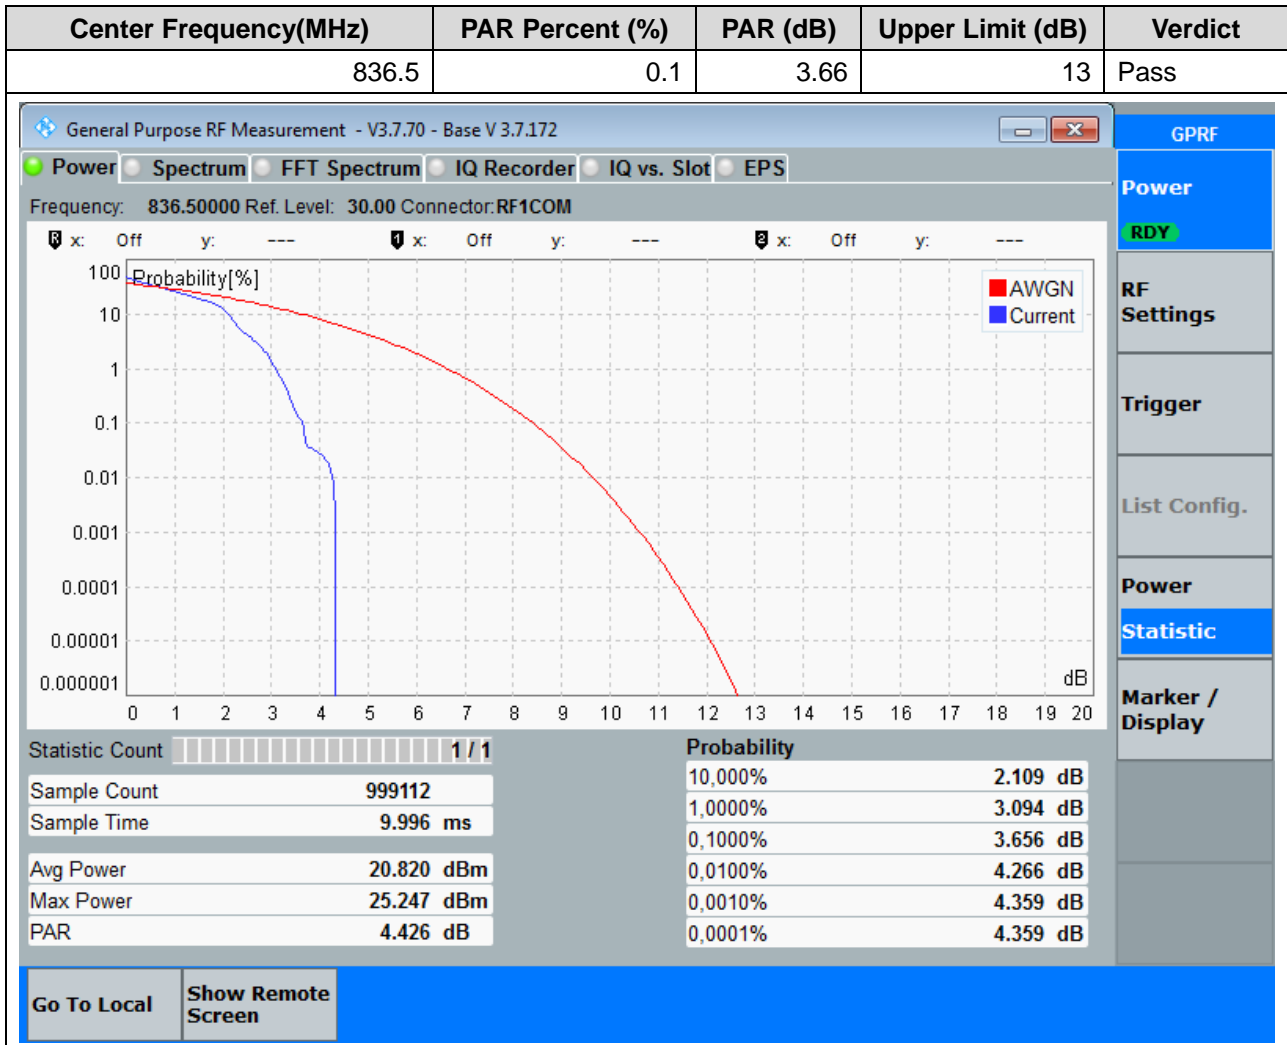 Center Frequency(MHz) PAR Percent (%) PAR (dB) Upper Limit (dB) Verdict
836.5 0.1 3.66 13 Pass
General Purpose RF Measurement - V3.7.70 - Base V 3.7.172
GPRF
Power Spectrum FFT Spectrum IQ Recorder IQ vs. Slot EPS
Frequency: 836.50000 Ref. Level: 30.00 Connector: RF1COM
R x: Off y: --- 1 x: Off y: --- 2 x: Off y: ---
Probability[%]
AWGN
Current
100
10
1
0.1
0.01
0.001
0.0001
0.00001
0.000001
dB
0 1 2 3 4 5 6 7 8 9 10 11 12 13 14 15 16 17 18 19 20
Statistic Count 1 / 1
Sample Count 999112
Sample Time 9.996 ms
Avg Power 20.820 dBm
Max Power 25.247 dBm
PAR 4.426 dB
Probability
10,000% 2.109 dB
1,0000% 3.094 dB
0,1000% 3.656 dB
0,0100% 4.266 dB
0,0010% 4.359 dB
0,0001% 4.359 dB
Power
RDY
RF
Settings
Trigger
List Config.
Power
Statistic
Marker /
Display
Go To Local
Show Remote
Screen